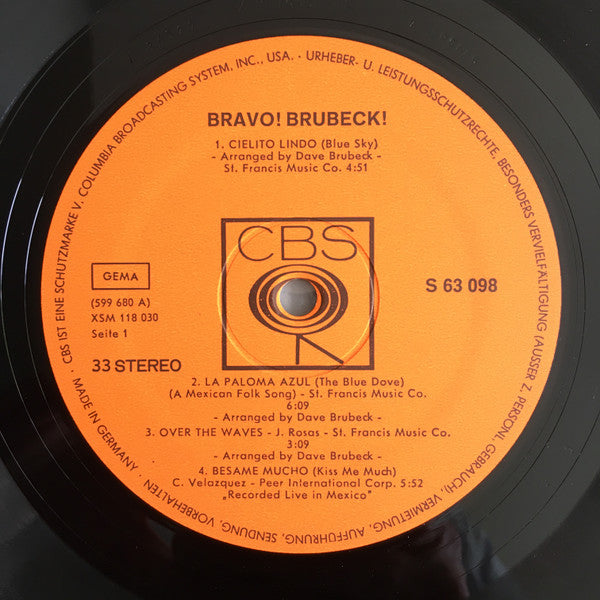 BRAVO! BRUBECK!
1. CIELITO LINDO (Blue Sky)
- Arranged by Dave Brubeck -
St. Francis Music Co. 4:51
CBS
GEMA
(599 680 A)
XSM 118 030
Seite 1
33 STEREO
S 63 098
2. LA PALOMA AZUL (The Blue Dove)
(A Mexican Folk Song) - St. Francis Music Co.
6:09
- Arranged by Dave Brubeck -
3. OVER THE WAVES - J. Rosas - St. Francis Music Co.
3:09
- Arranged by Dave Brubeck -
4. BESAME MUCHO (Kiss Me Much)
C. Velazquez - Peer International Corp. 5:52
„Recorded Live in Mexico”
CBS IST EINE SCHUTZMARKE V. COLUMBIA BROADCASTING SYSTEM, INC., USA. · URHEBER- U. LEISTUNGSSCHUTZRECHTE, BESONDERS VERVIELFÄLTIGUNG (AUSSER Z. PERSÖNL. GEBRAUCH), VERMIETUNG, AUFFÜHRUNG, SENDUNG, VORBEHALTEN · MADE IN GERMANY ·